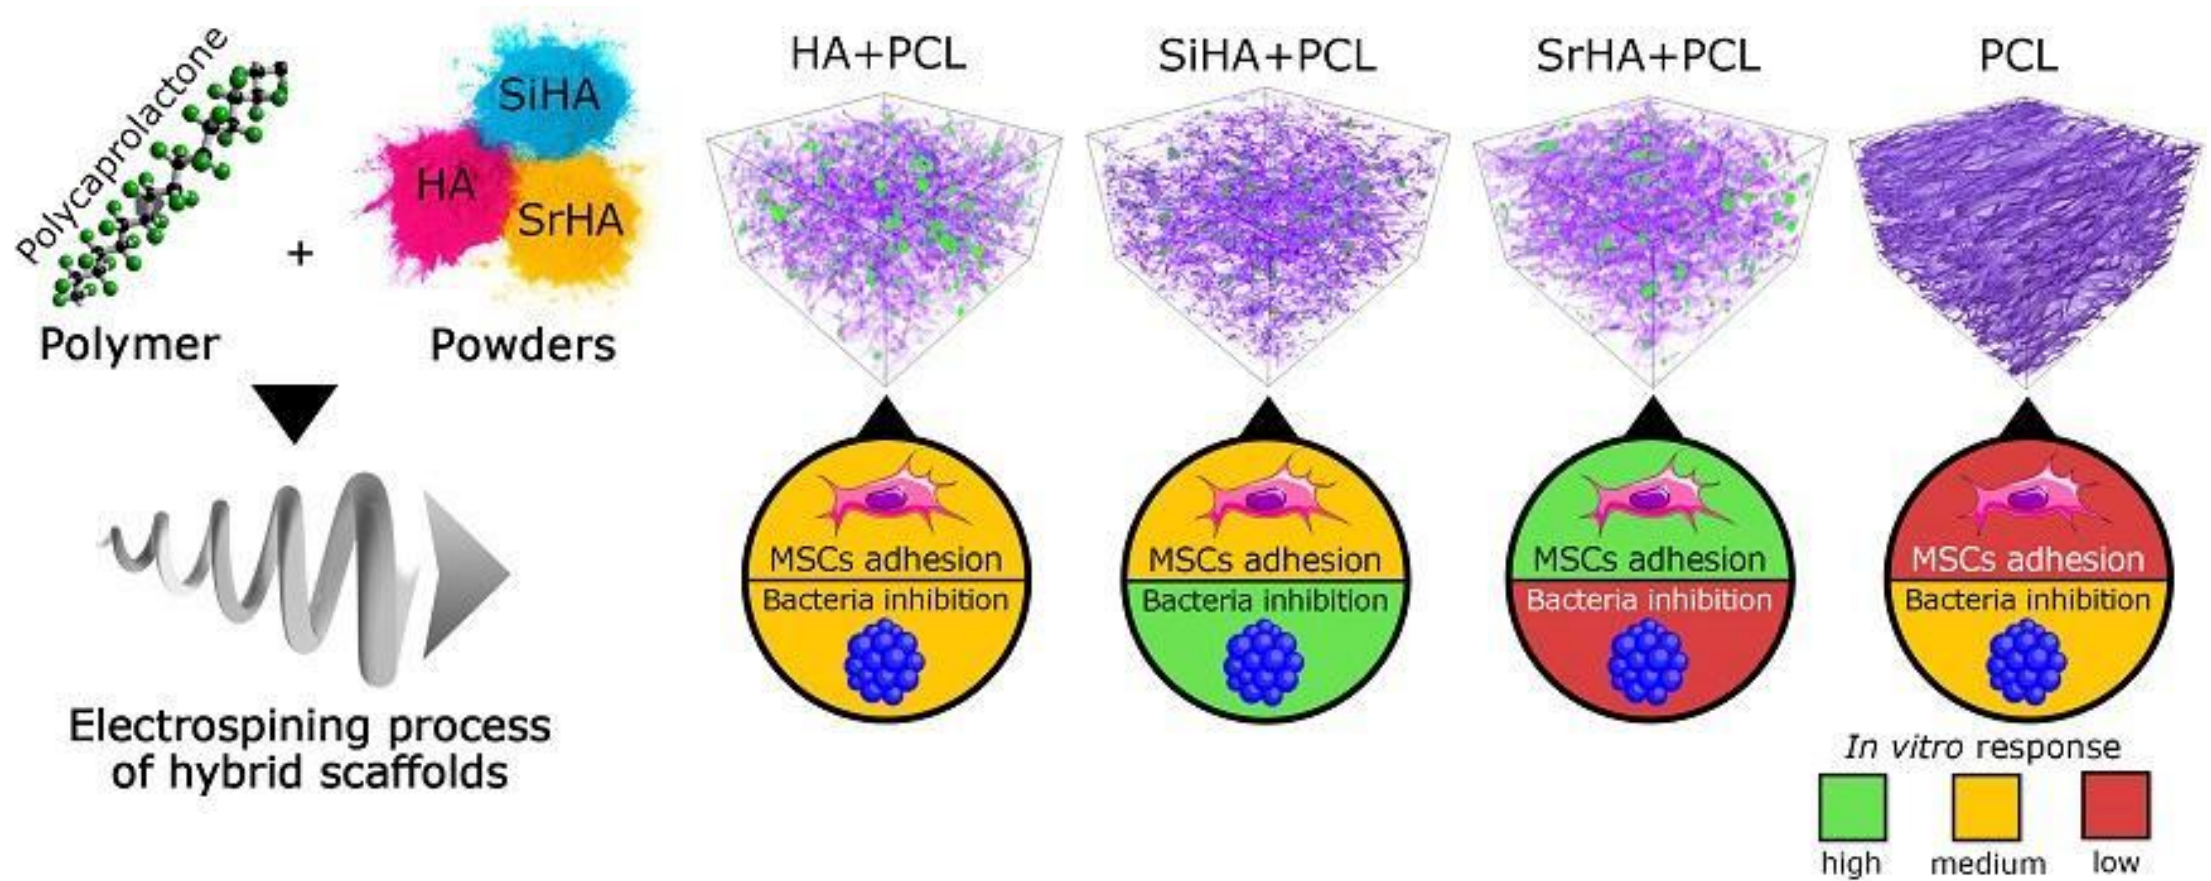 Polycaprolactone
+
SiHA
HA
SrHA
Polymer
Powders
Electrospining process
of hybrid scaffolds
HA+PCL
SiHA+PCL
SrHA+PCL
PCL
MSCs adhesion
Bacteria inhibition
MSCs adhesion
Bacteria inhibition
MSCs adhesion
Bacteria inhibition
MSCs adhesion
Bacteria inhibition
In vitro response
high
medium
low